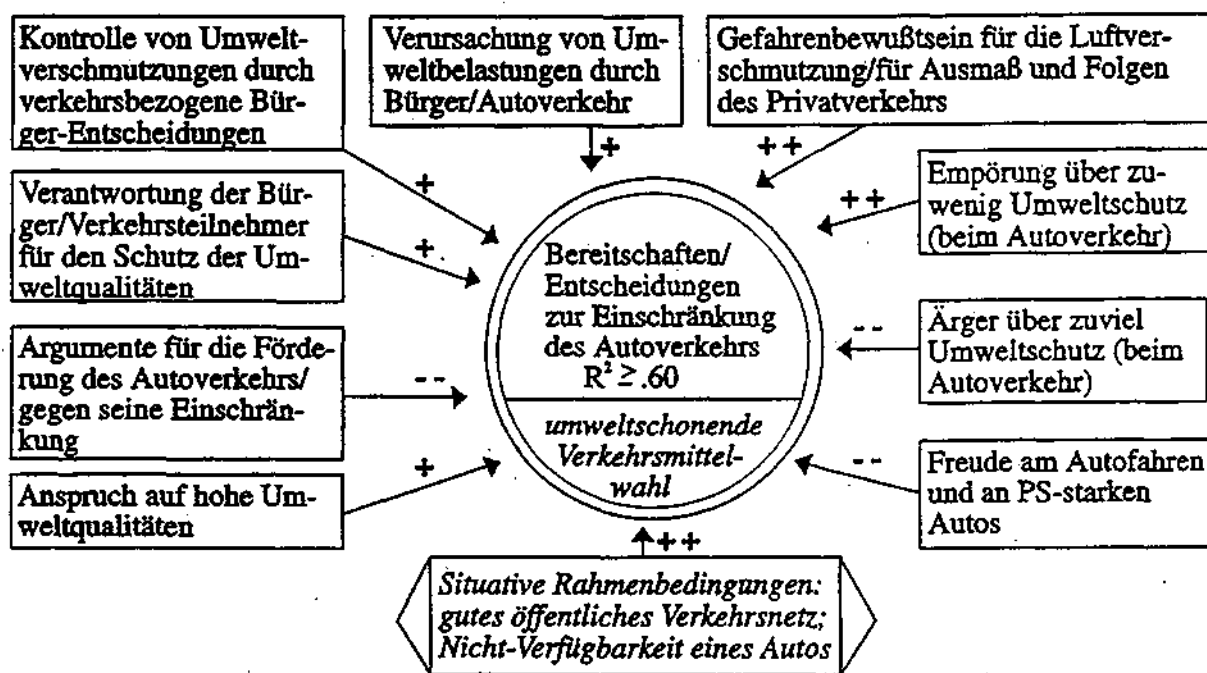 Kontrolle von Umwelt-
verschmutzungen durch
verkehrsbezogene Bür-
ger-Entscheidungen
+
Verursachung von Um-
weltbelastungen durch
Bürger/Autoverkehr
+
Gefahrenbewußtsein für die Luftver-
schmutzung/für Ausmaß und Folgen
des Privatverkehrs
++
Verantwortung der Bür-
ger/Verkehrsteilnehmer
für den Schutz der Um-
weltqualitäten
+
Empörung über zu-
wenig Umweltschutz
(beim Autoverkehr)
++
Bereitschaften/
Entscheidungen
zur Einschränkung
des Autoverkehrs
R² ≥ .60
umweltschonende
Verkehrsmittel-
wahl
Argumente für die Förde-
rung des Autoverkehrs/
gegen seine Einschrän-
kung
--
Ärger über zuviel
Umweltschutz (beim
Autoverkehr)
--
Anspruch auf hohe Um-
weltqualitäten
+
Freude am Autofahren
und an PS-starken
Autos
--
++
Situative Rahmenbedingungen:
gutes öffentliches Verkehrsnetz;
Nicht-Verfügbarkeit eines Autos